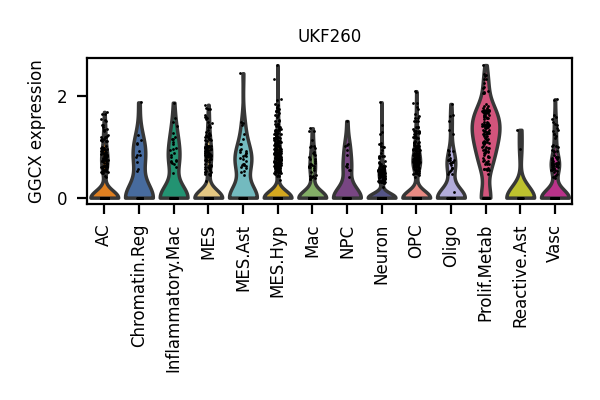 UKF260
GGCX expression
2
0
AC
Chromatin.Reg
Inflammatory.Mac
MES
MES.Ast
MES.Hyp
Mac
NPC
Neuron
OPC
Oligo
Prolif.Metab
Reactive.Ast
Vasc